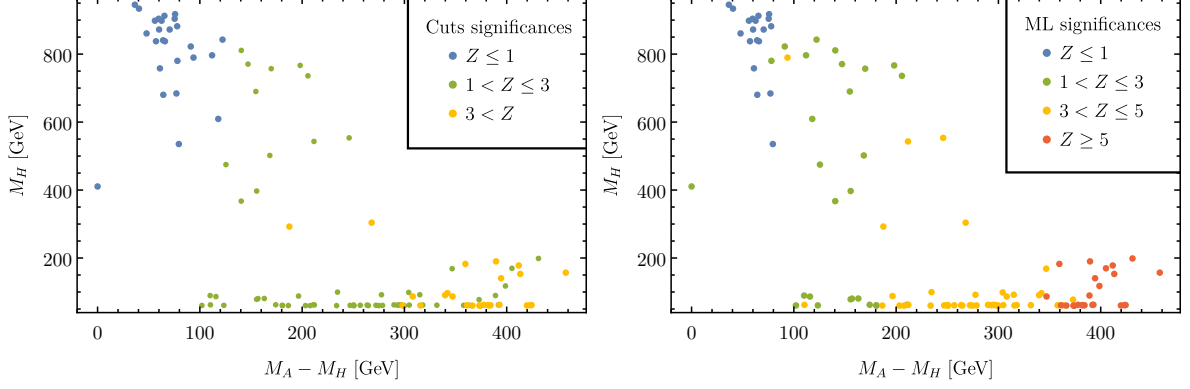 Cuts significances
Z ≤ 1
1 < Z ≤ 3
3 < Z
800
600
400
200
M_H [GeV]
0
100
200
300
400
M_A − M_H [GeV]
ML significances
Z ≤ 1
1 < Z ≤ 3
3 < Z ≤ 5
Z ≥ 5
800
600
400
200
M_H [GeV]
0
100
200
300
400
M_A − M_H [GeV]